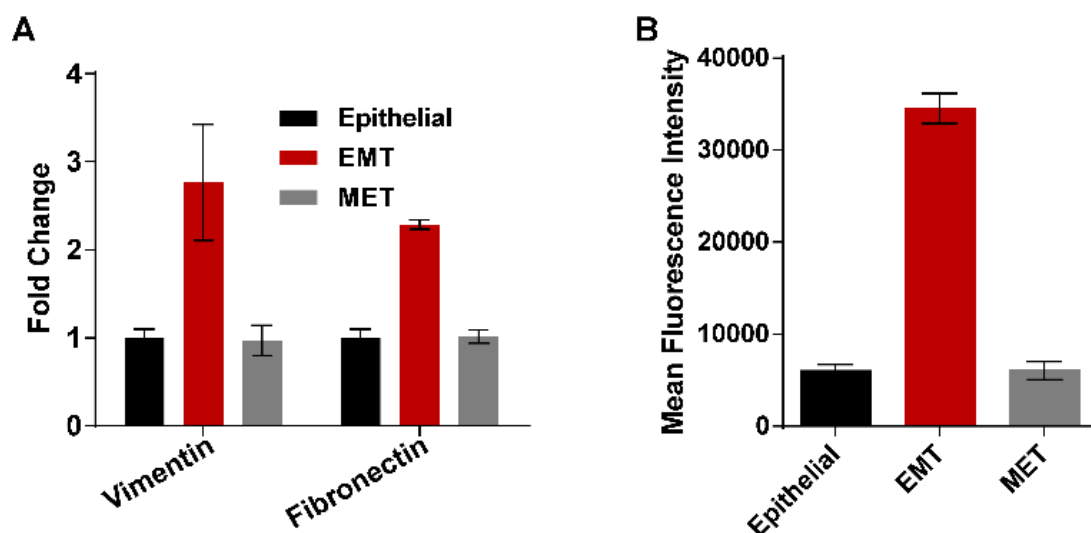 A
Fold Change
4
3
2
1
0
Epithelial
EMT
MET
Vimentin
Fibronectin
B
Mean Fluorescence Intensity
40000
30000
20000
10000
0
Epithelial
EMT
MET